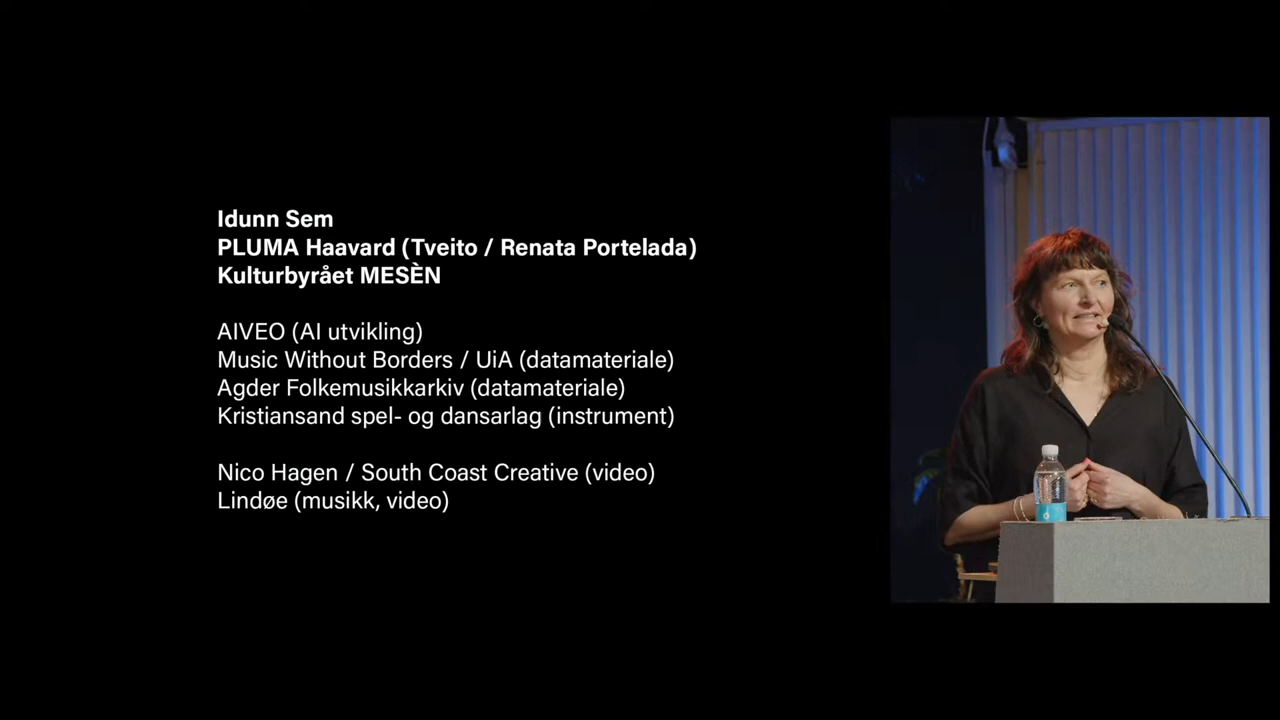 Idunn Sem
PLUMA Haavard (Tveito / Renata Portelada)
Kulturbyrået MESÈN
AIVEO (AI utvikling)
Music Without Borders / UiA (datamateriale)
Agder Folkemusikkarkiv (datamateriale)
Kristiansand spel- og dansarlag (instrument)
Nico Hagen / South Coast Creative (video)
Lindøe (musikk, video)